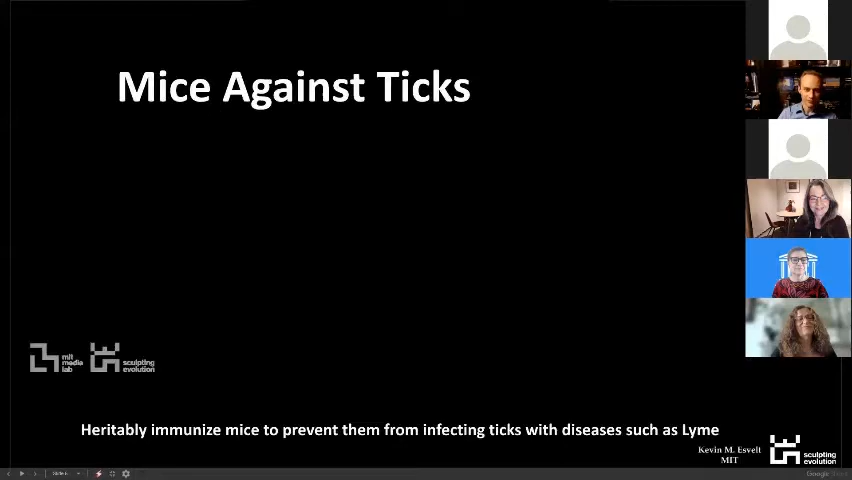 Mice Against Ticks
mit
media
lab
sculpting
evolution
Heritably immunize mice to prevent them from infecting ticks with diseases such as Lyme
Kevin M. Esvelt
MIT
sculpting
evolution
Google